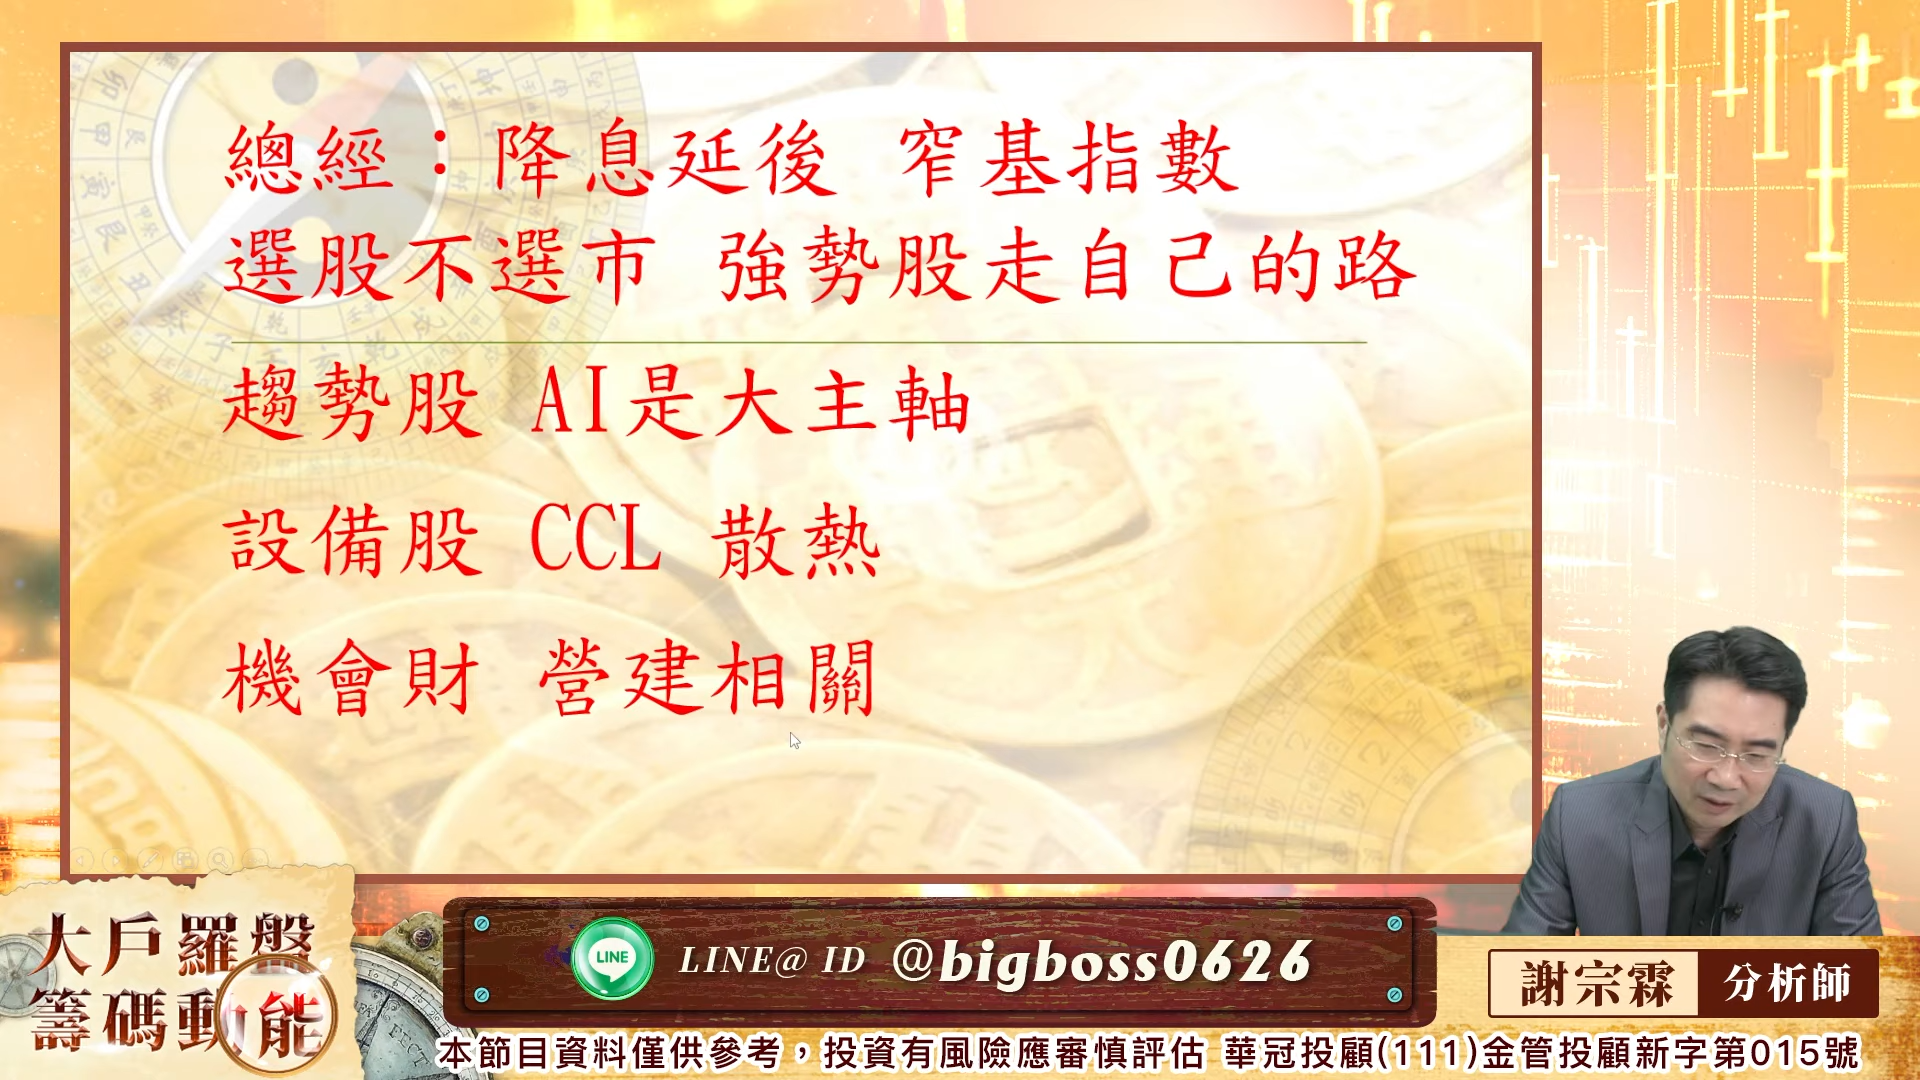 總經：降息延後 窄基指數
選股不選市 強勢股走自己的路
趨勢股 AI是大主軸
設備股 CCL 散熱
機會財 營建相關
大戶羅盤
籌碼動能
LINE
LINE@ ID @bigboss0626
謝宗霖 分析師
本節目資料僅供參考，投資有風險應審慎評估 華冠投顧(111)金管投顧新字第015號